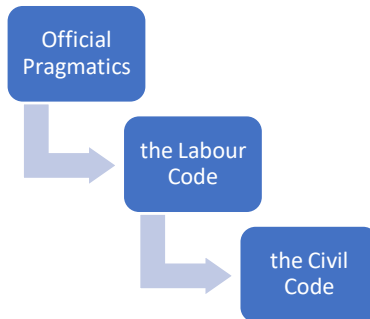 Official
Pragmatics
the Labour
Code
the Civil
Code